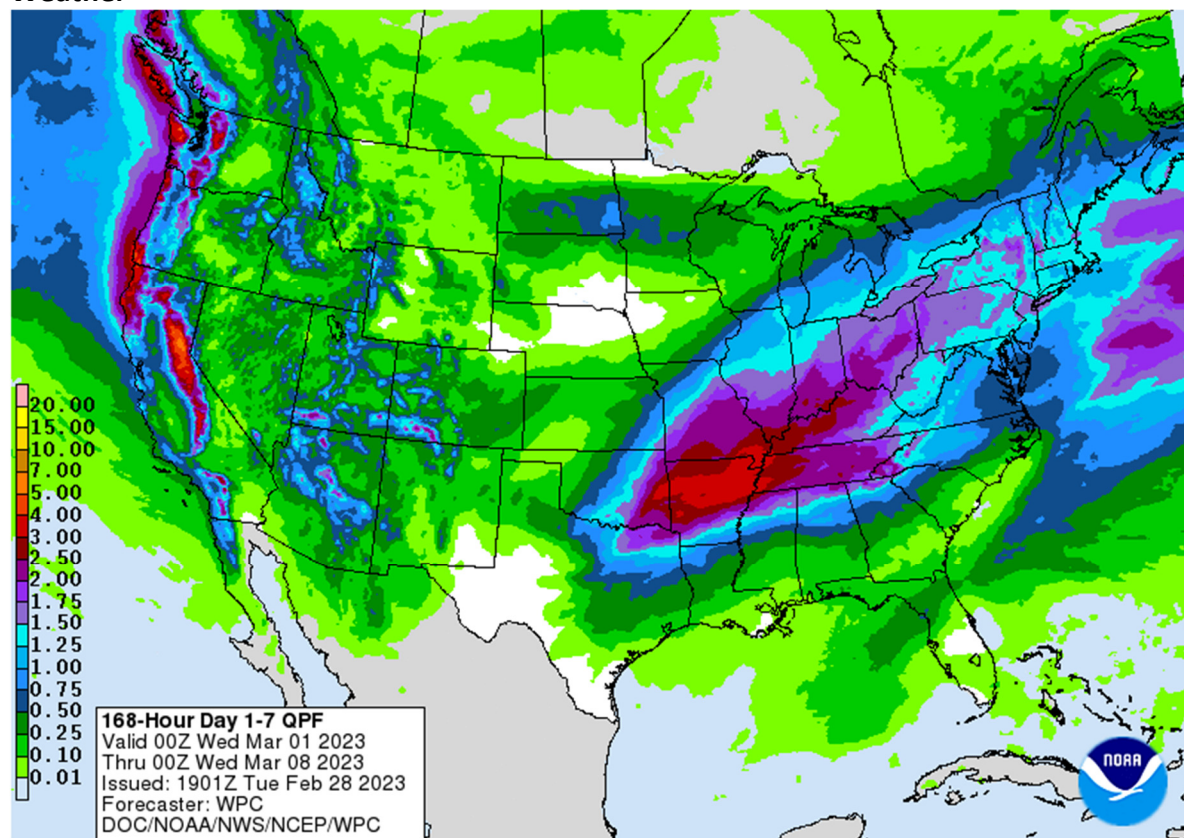 Weather
20.00
15.00
10.00
7.00
5.00
4.00
3.00
2.50
2.00
1.75
1.50
1.25
1.00
0.75
0.50
0.25
0.10
0.01
168-Hour Day 1-7 QPF
Valid 00Z Wed Mar 01 2023
Thru 00Z Wed Mar 08 2023
Issued: 1901Z Tue Feb 28 2023
Forecaster: WPC
DOC/NOAA/NWS/NCEP/WPC
NOAA